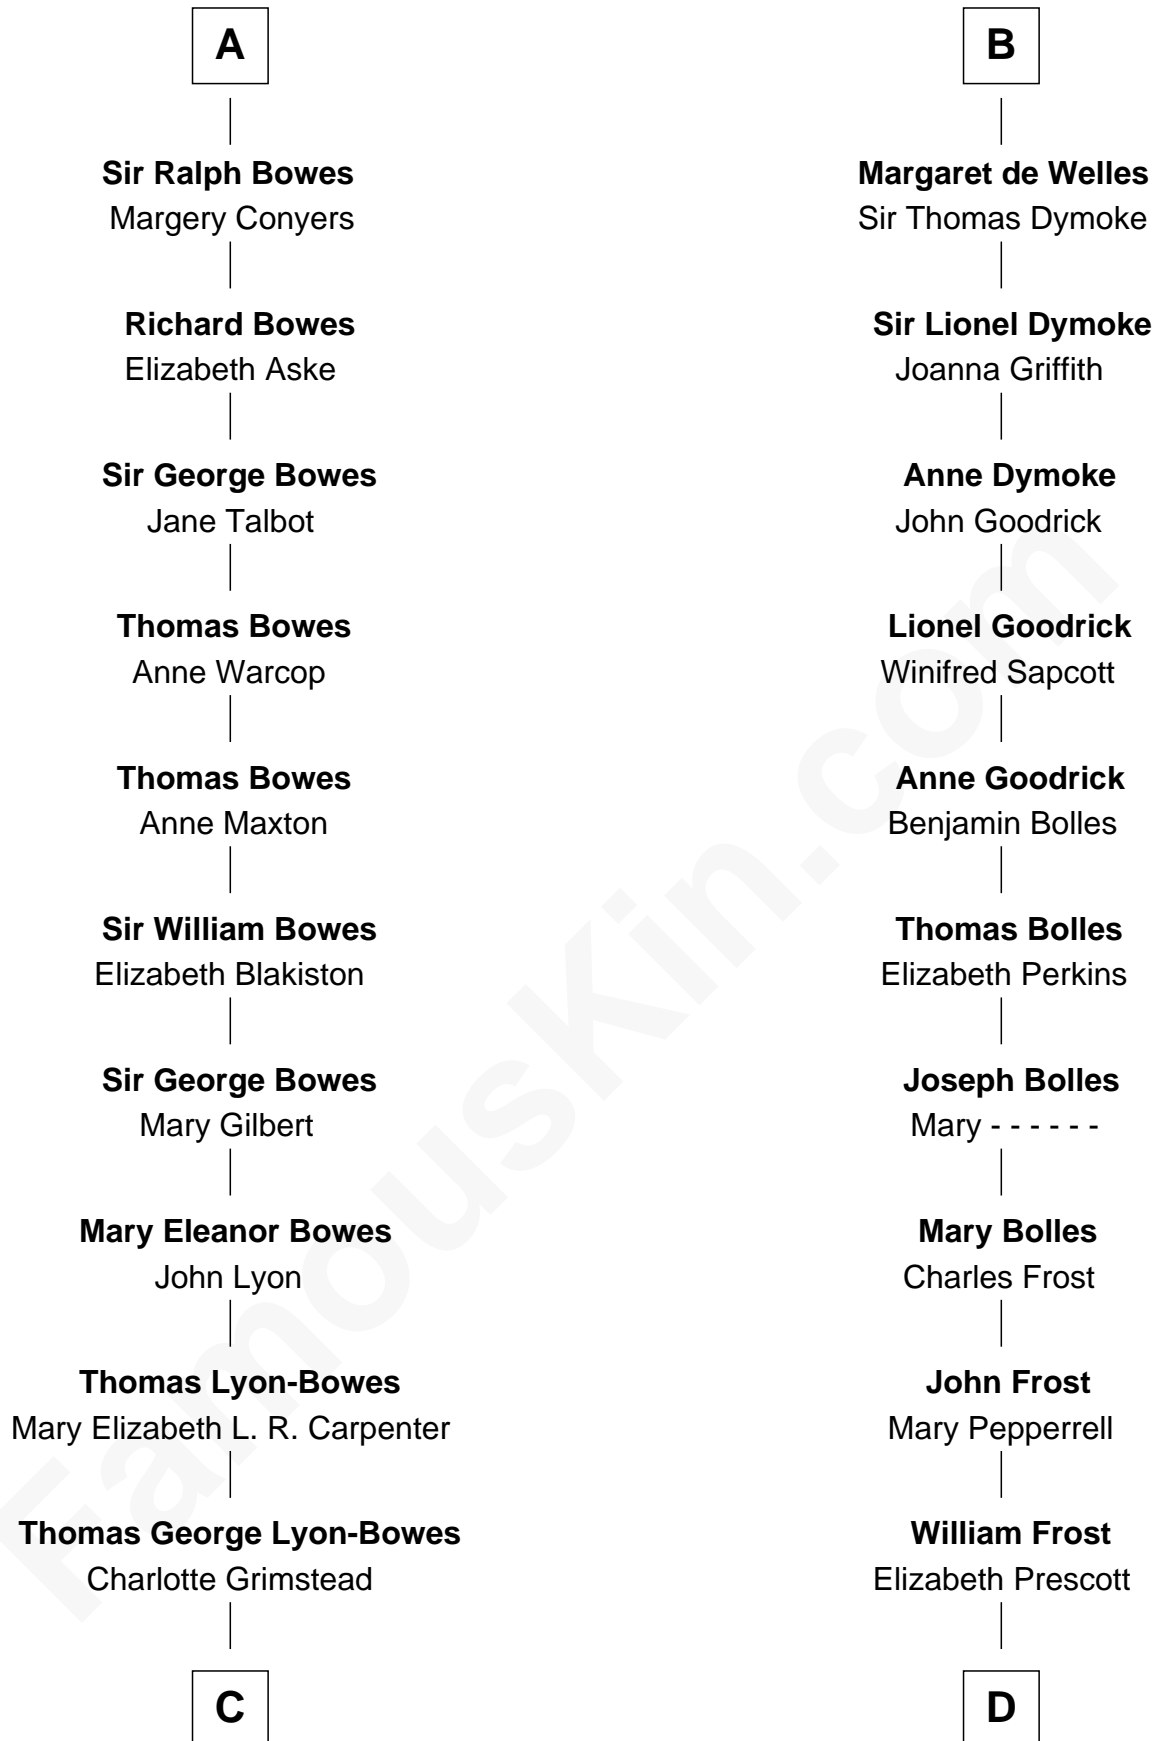 A
Sir Ralph Bowes
Margery Conyers
Richard Bowes
Elizabeth Aske
Sir George Bowes
Jane Talbot
Thomas Bowes
Anne Warcop
Thomas Bowes
Anne Maxton
Sir William Bowes
Elizabeth Blakiston
Sir George Bowes
Mary Gilbert
Mary Eleanor Bowes
John Lyon
Thomas Lyon-Bowes
Mary Elizabeth L. R. Carpenter
Thomas George Lyon-Bowes
Charlotte Grimstead
C
B
Margaret de Welles
Sir Thomas Dymoke
Sir Lionel Dymoke
Joanna Griffith
Anne Dymoke
John Goodrick
Lionel Goodrick
Winifred Sapcott
Anne Goodrick
Benjamin Bolles
Thomas Bolles
Elizabeth Perkins
Joseph Bolles
Mary - - - - - -
Mary Bolles
Charles Frost
John Frost
Mary Pepperrell
William Frost
Elizabeth Prescott
D
FamousKin.com